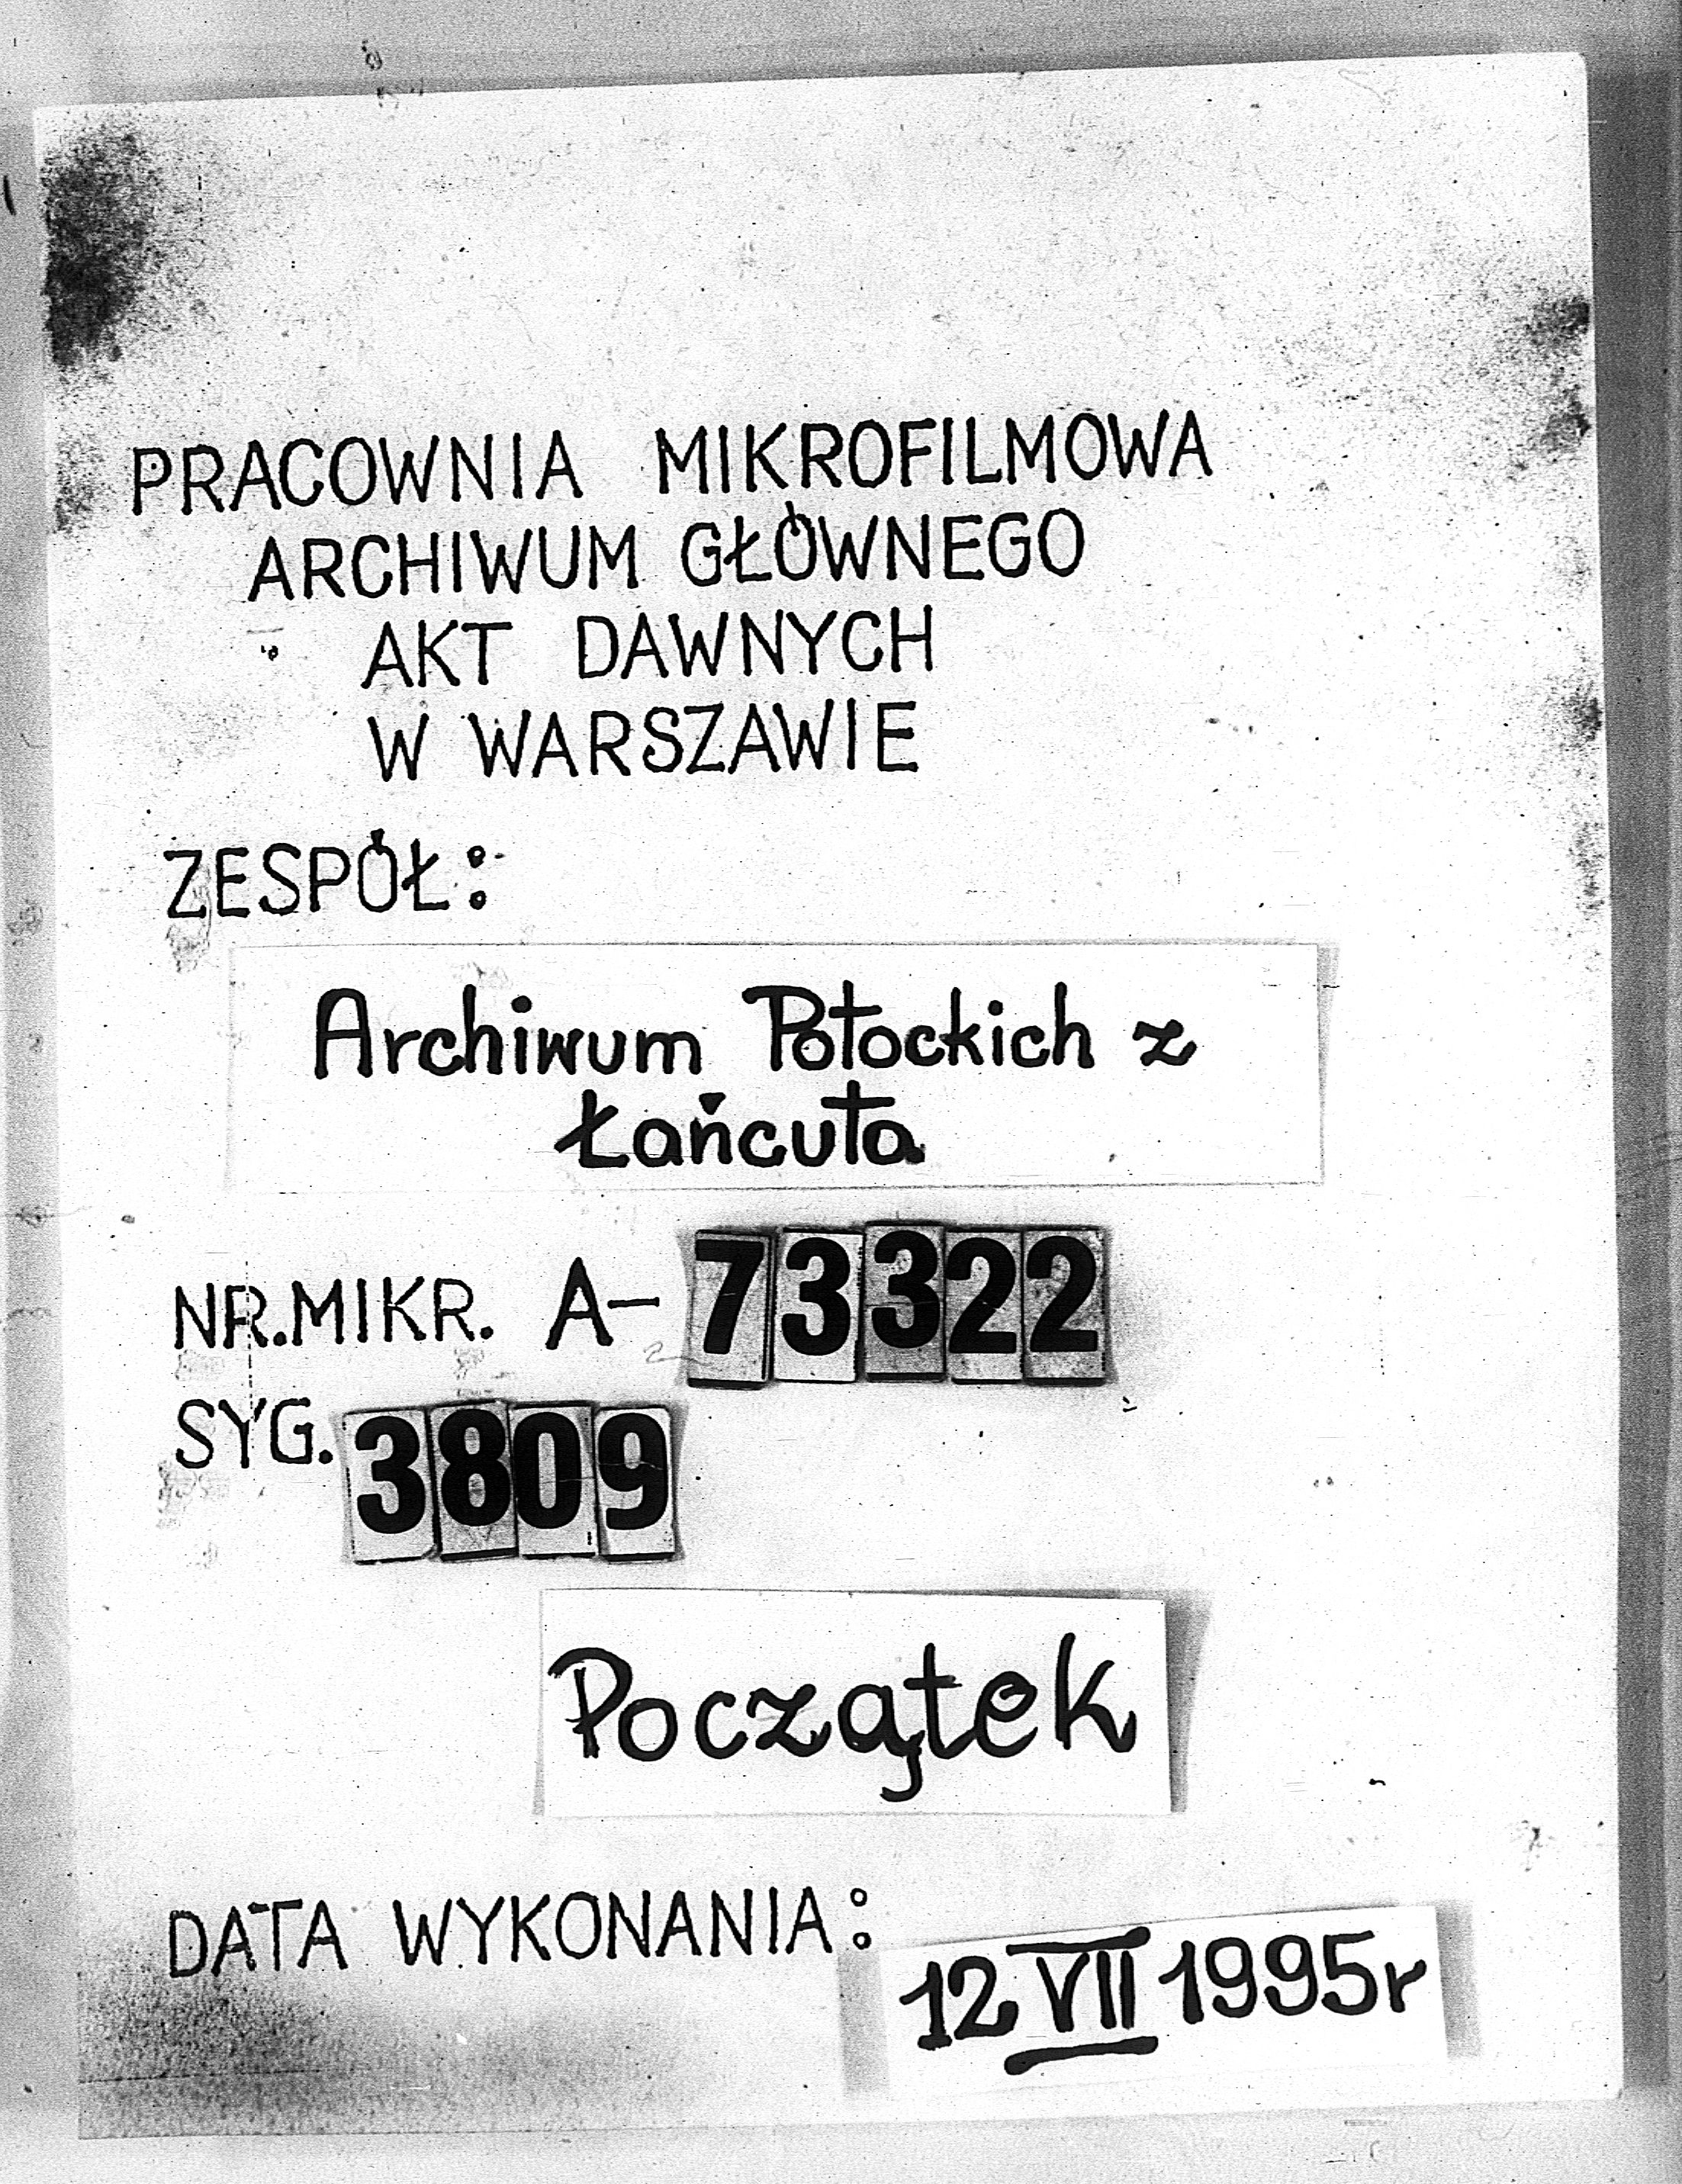 PRACOWNIA MIKROFILMOWA
ARCHIWUM GŁÓWNEGO
AKT DAWNYCH
W WARSZAWIE
ZESPÓŁ:
Archiwum Potockich z
Łańcuta
NR.MIKR. A-73322
SYG. 3809
Początek
DATA WYKONANIA: 12 VII 1995r